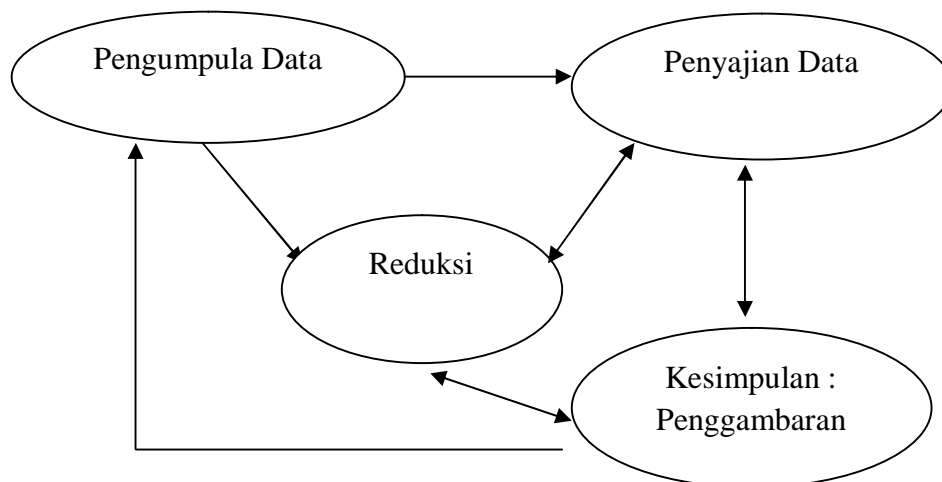 Pengumpula Data
Penyajian Data
Reduksi
Kesimpulan :
Penggambaran